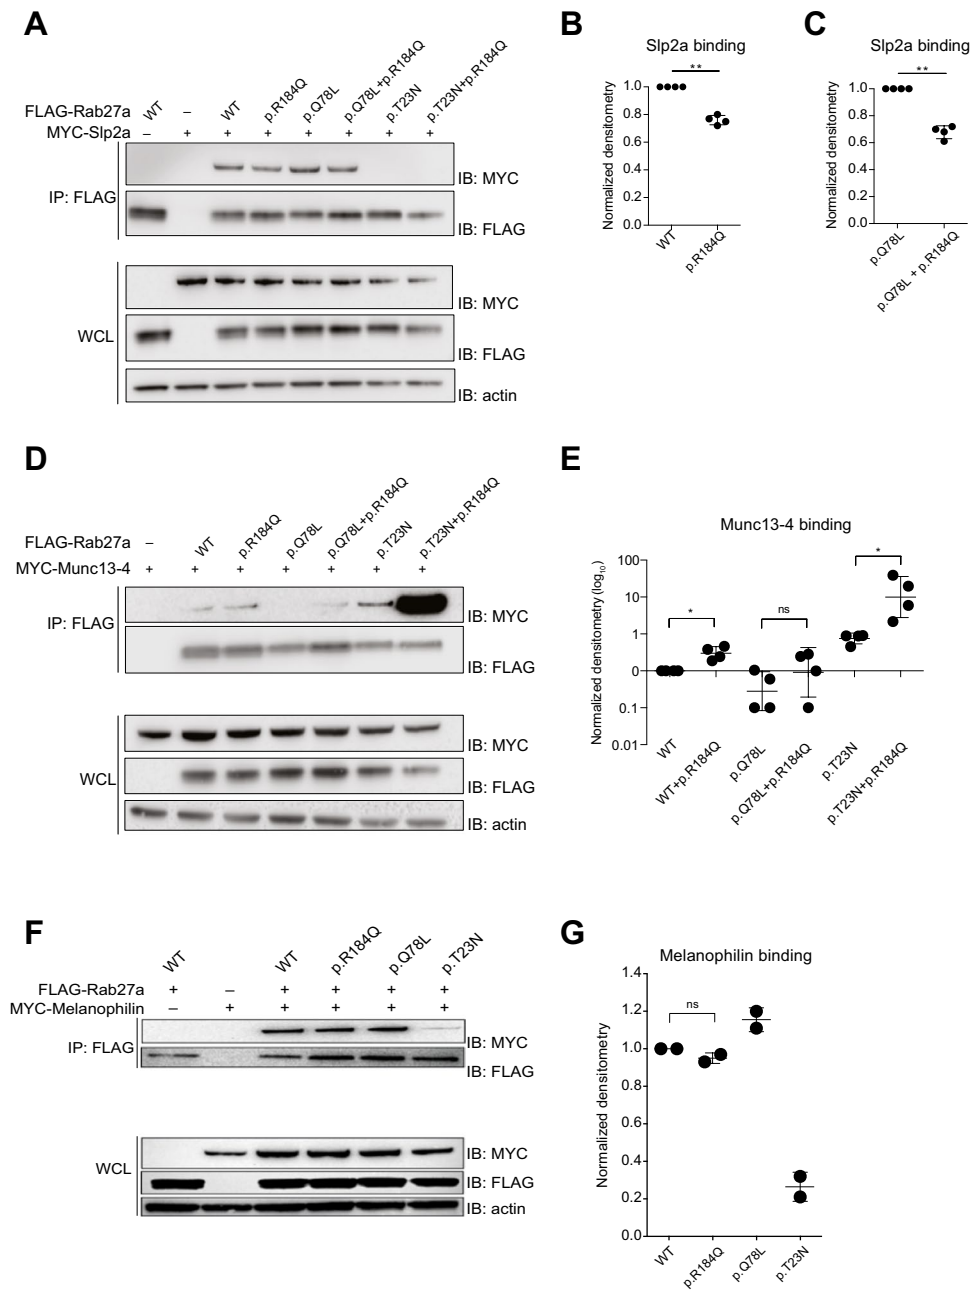 A
FLAG-Rab27a WT – WT p.R184Q p.Q78L p.Q78L+p.R184Q p.T23N p.T23N+p.R184Q
MYC-Slp2a – + + + + + + +
IP: FLAG
IB: MYC
IB: FLAG
WCL
IB: MYC
IB: FLAG
IB: actin
B
Slp2a binding
**
Normalized densitometry
1.0
0.8
0.6
0.4
0.2
0.0
WT p.R184Q
C
Slp2a binding
**
Normalized densitometry
1.0
0.8
0.6
0.4
0.2
0.0
p.Q78L p.Q78L + p.R184Q
D
FLAG-Rab27a – WT p.R184Q p.Q78L p.Q78L+p.R184Q p.T23N p.T23N+p.R184Q
MYC-Munc13-4 + + + + + + +
IP: FLAG
IB: MYC
IB: FLAG
WCL
IB: MYC
IB: FLAG
IB: actin
E
Munc13-4 binding
Normalized densitometry (log10)
100
10
1
0
0.1
0.01
* ns *
WT WT+p.R184Q p.Q78L p.Q78L+p.R184Q p.T23N p.T23N+p.R184Q
F
WT WT p.R184Q p.Q78L p.T23N
FLAG-Rab27a + – + + + +
MYC-Melanophilin – + + + + +
IP: FLAG
IB: MYC
IB: FLAG
WCL
IB: MYC
IB: FLAG
IB: actin
G
Melanophilin binding
ns
Normalized densitometry
1.4
1.2
1.0
0.8
0.6
0.4
0.2
0.0
WT p.R184Q p.Q78L p.T23N